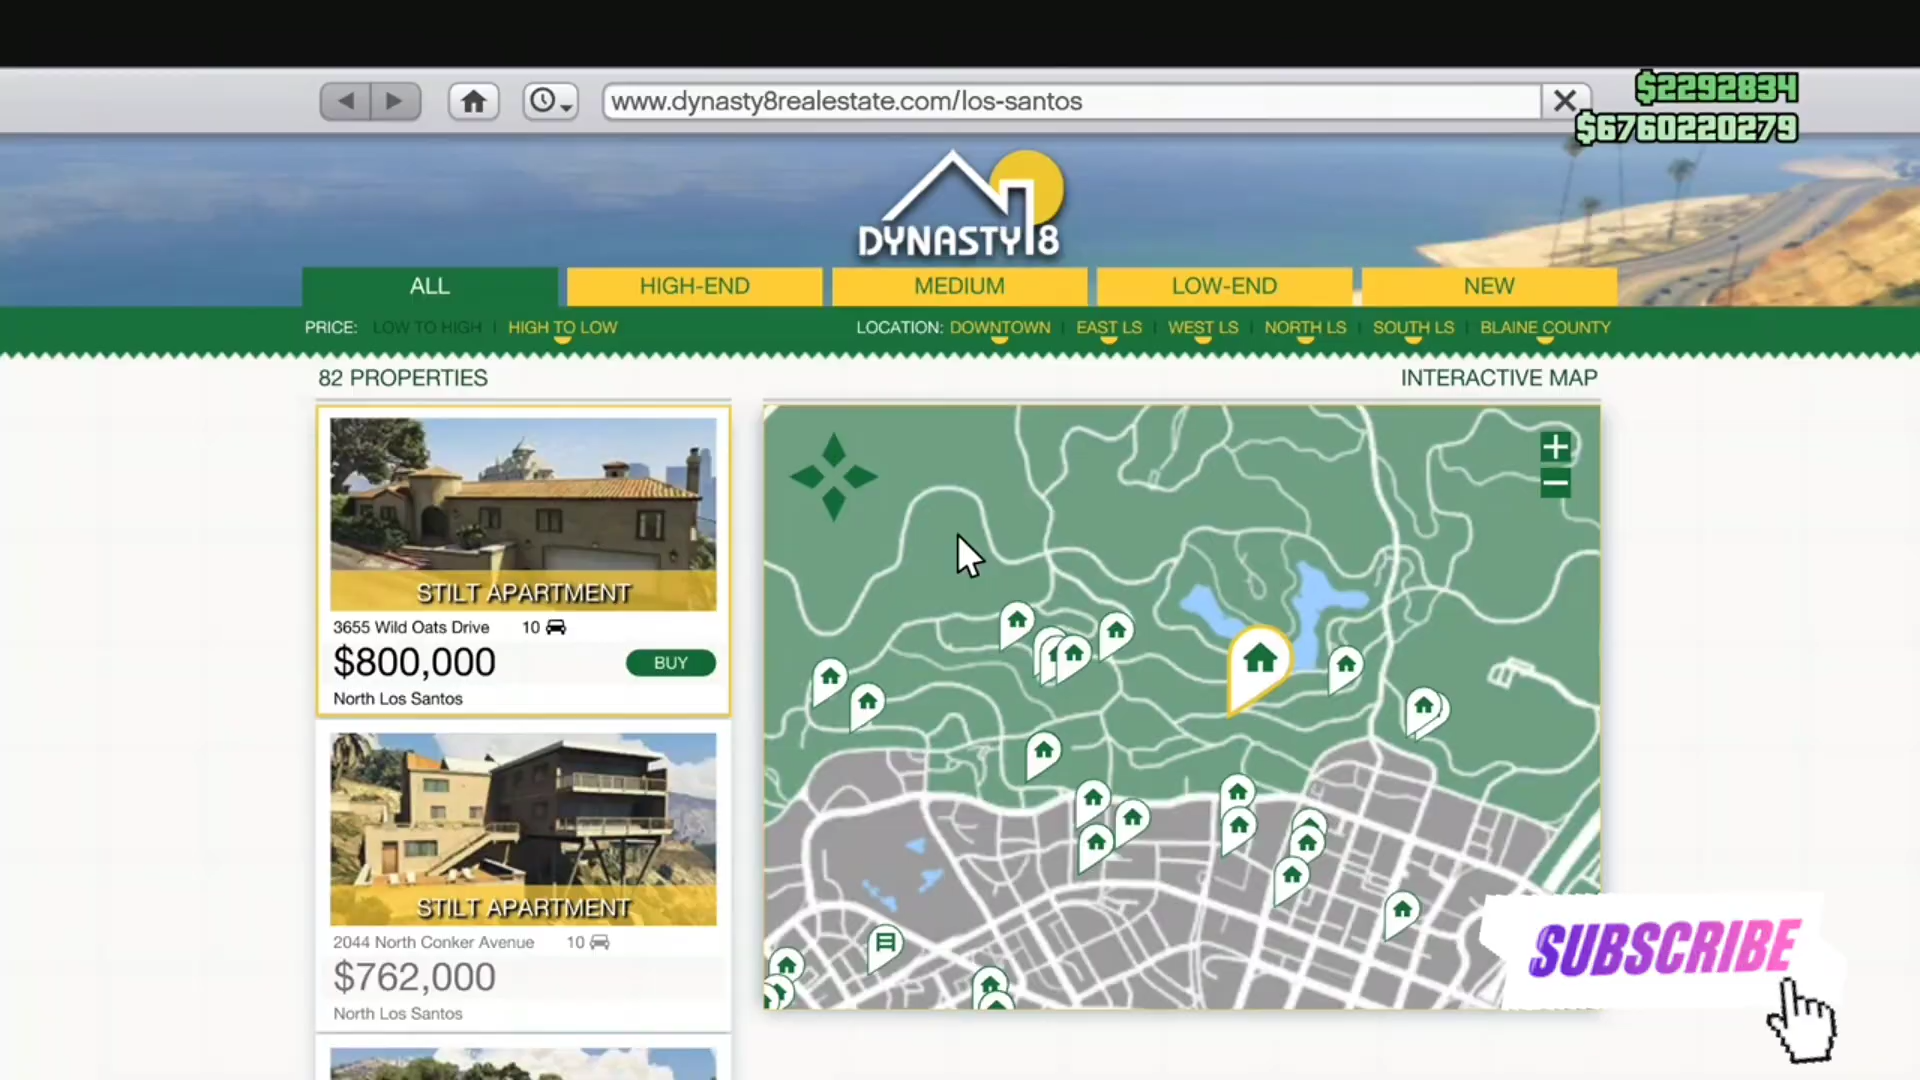 www.dynasty8realestate.com/los-santos
$2292834
$6760220279
DYNASTY 8
ALL HIGH-END MEDIUM LOW-END NEW
PRICE: LOW TO HIGH HIGH TO LOW LOCATION: DOWNTOWN EAST LS WEST LS NORTH LS SOUTH LS BLAINE COUNTY
82 PROPERTIES INTERACTIVE MAP
STILT APARTMENT
3655 Wild Oats Drive 10
$800,000 BUY
North Los Santos
STILT APARTMENT
2044 North Conker Avenue 10
$762,000
North Los Santos
SUBSCRIBE